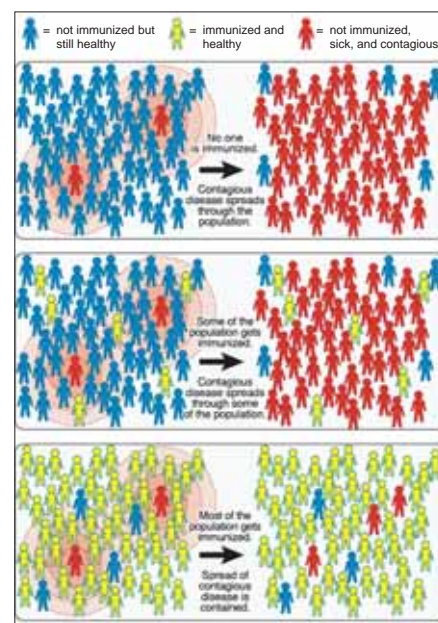 = not immunized but
still healthy
= immunized and
healthy
= not immunized,
sick, and contagious
No one
is immunized.
Contagious
disease spreads
through the
population.
Some of the
population gets
immunized.
Contagious
disease spreads
through some
of the population.
Most of the
population gets
immunized.
Spread of
contagious
disease is
contained.